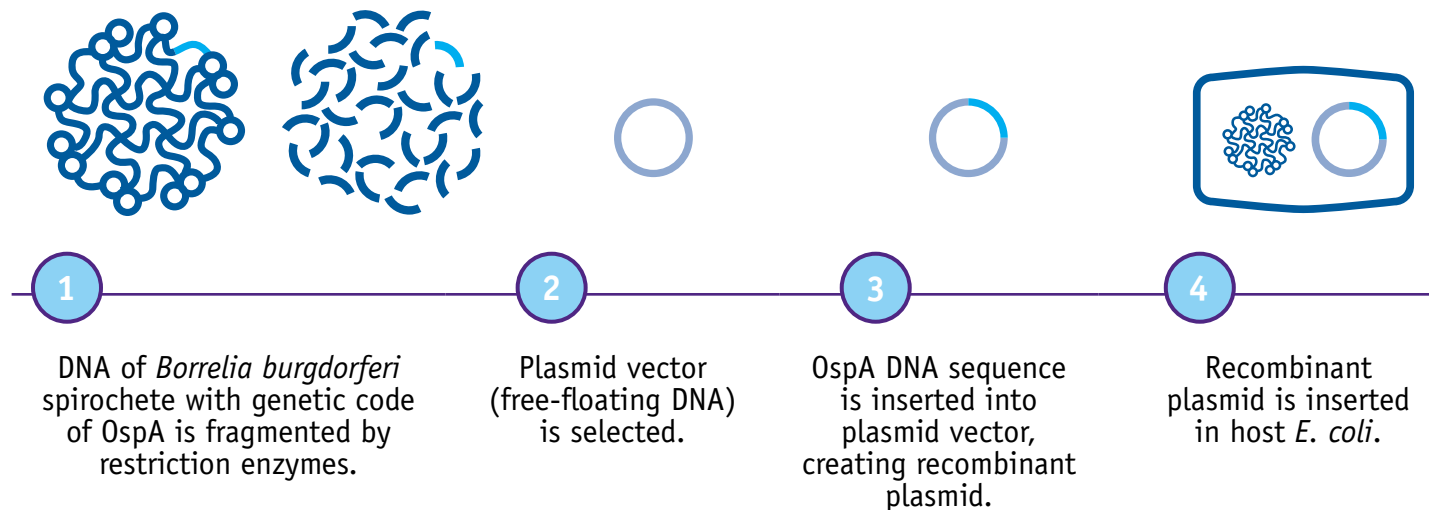 1
DNA of Borrelia burgdorferi
spirochete with genetic code
of OspA is fragmented by
restriction enzymes.
2
Plasmid vector
(free-floating DNA)
is selected.
3
OspA DNA sequence
is inserted into
plasmid vector,
creating recombinant
plasmid.
4
Recombinant
plasmid is inserted
in host E. coli.